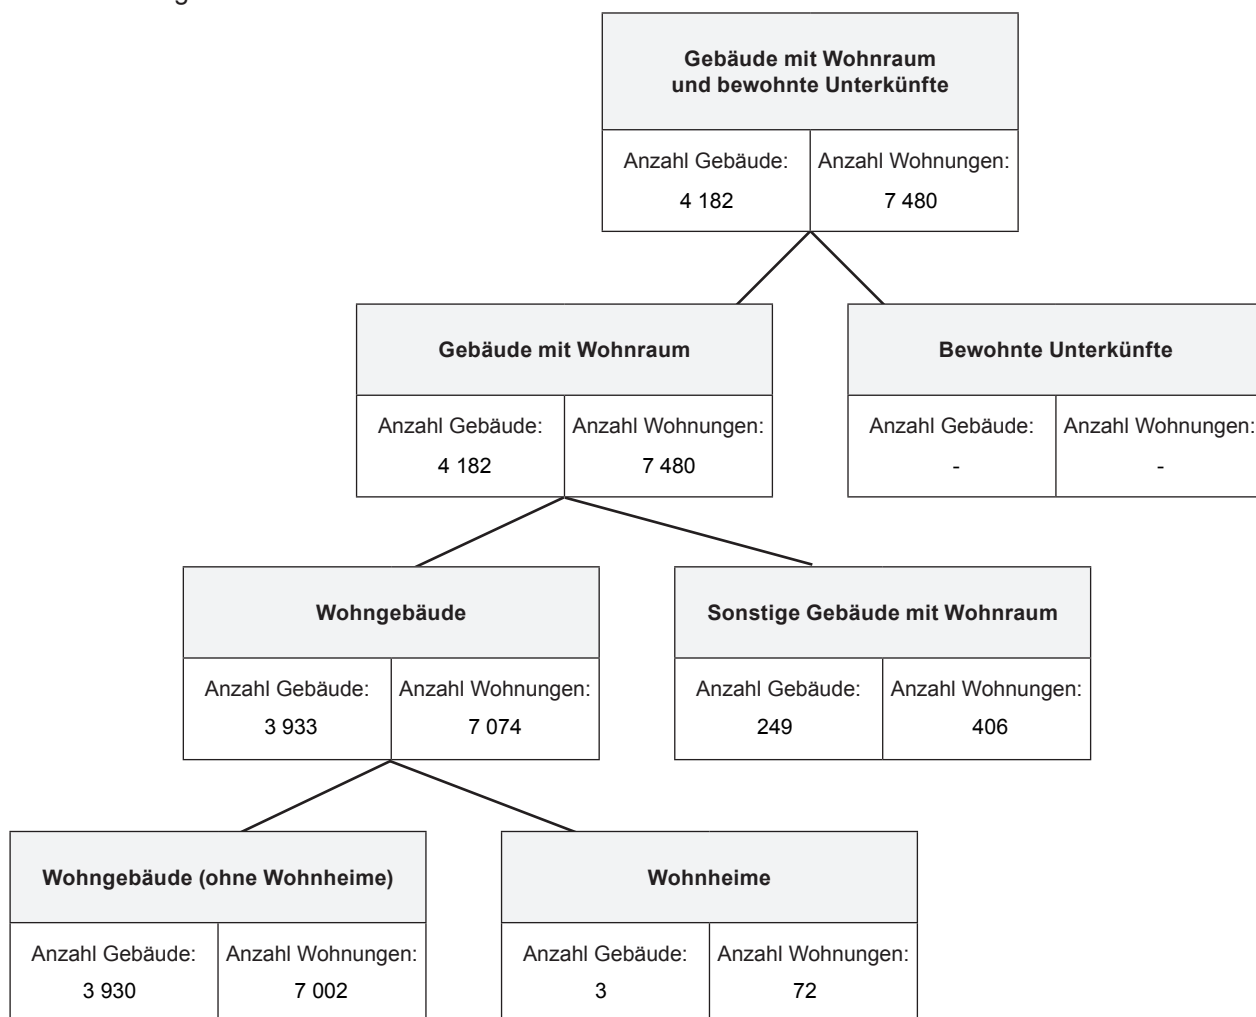 Gebäude mit Wohnraum
und bewohnte Unterkünfte
Anzahl Gebäude:
Anzahl Wohnungen:
4 182
7 480
Gebäude mit Wohnraum
Anzahl Gebäude:
Anzahl Wohnungen:
4 182
7 480
Bewohnte Unterkünfte
Anzahl Gebäude:
Anzahl Wohnungen:
-
-
Wohngebäude
Anzahl Gebäude:
Anzahl Wohnungen:
3 933
7 074
Sonstige Gebäude mit Wohnraum
Anzahl Gebäude:
Anzahl Wohnungen:
249
406
Wohngebäude (ohne Wohnheime)
Anzahl Gebäude:
Anzahl Wohnungen:
3 930
7 002
Wohnheime
Anzahl Gebäude:
Anzahl Wohnungen:
3
72